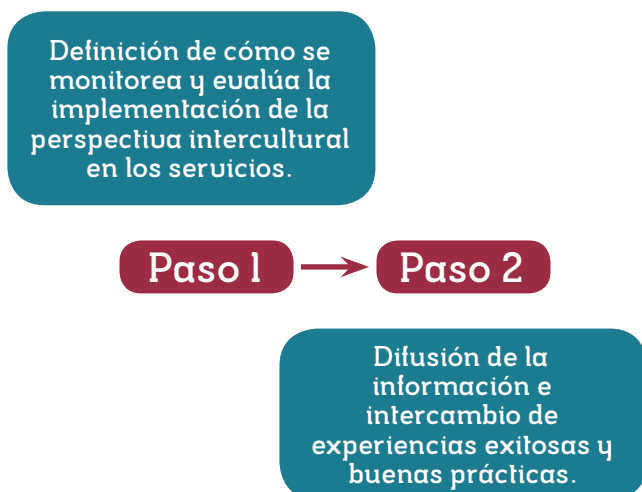 Definición de cómo se
monitorea y evalúa la
implementación de la
perspectiva intercultural
en los servicios.
Paso 1
Paso 2
Difusión de la
información e
intercambio de
experiencias exitosas y
buenas prácticas.